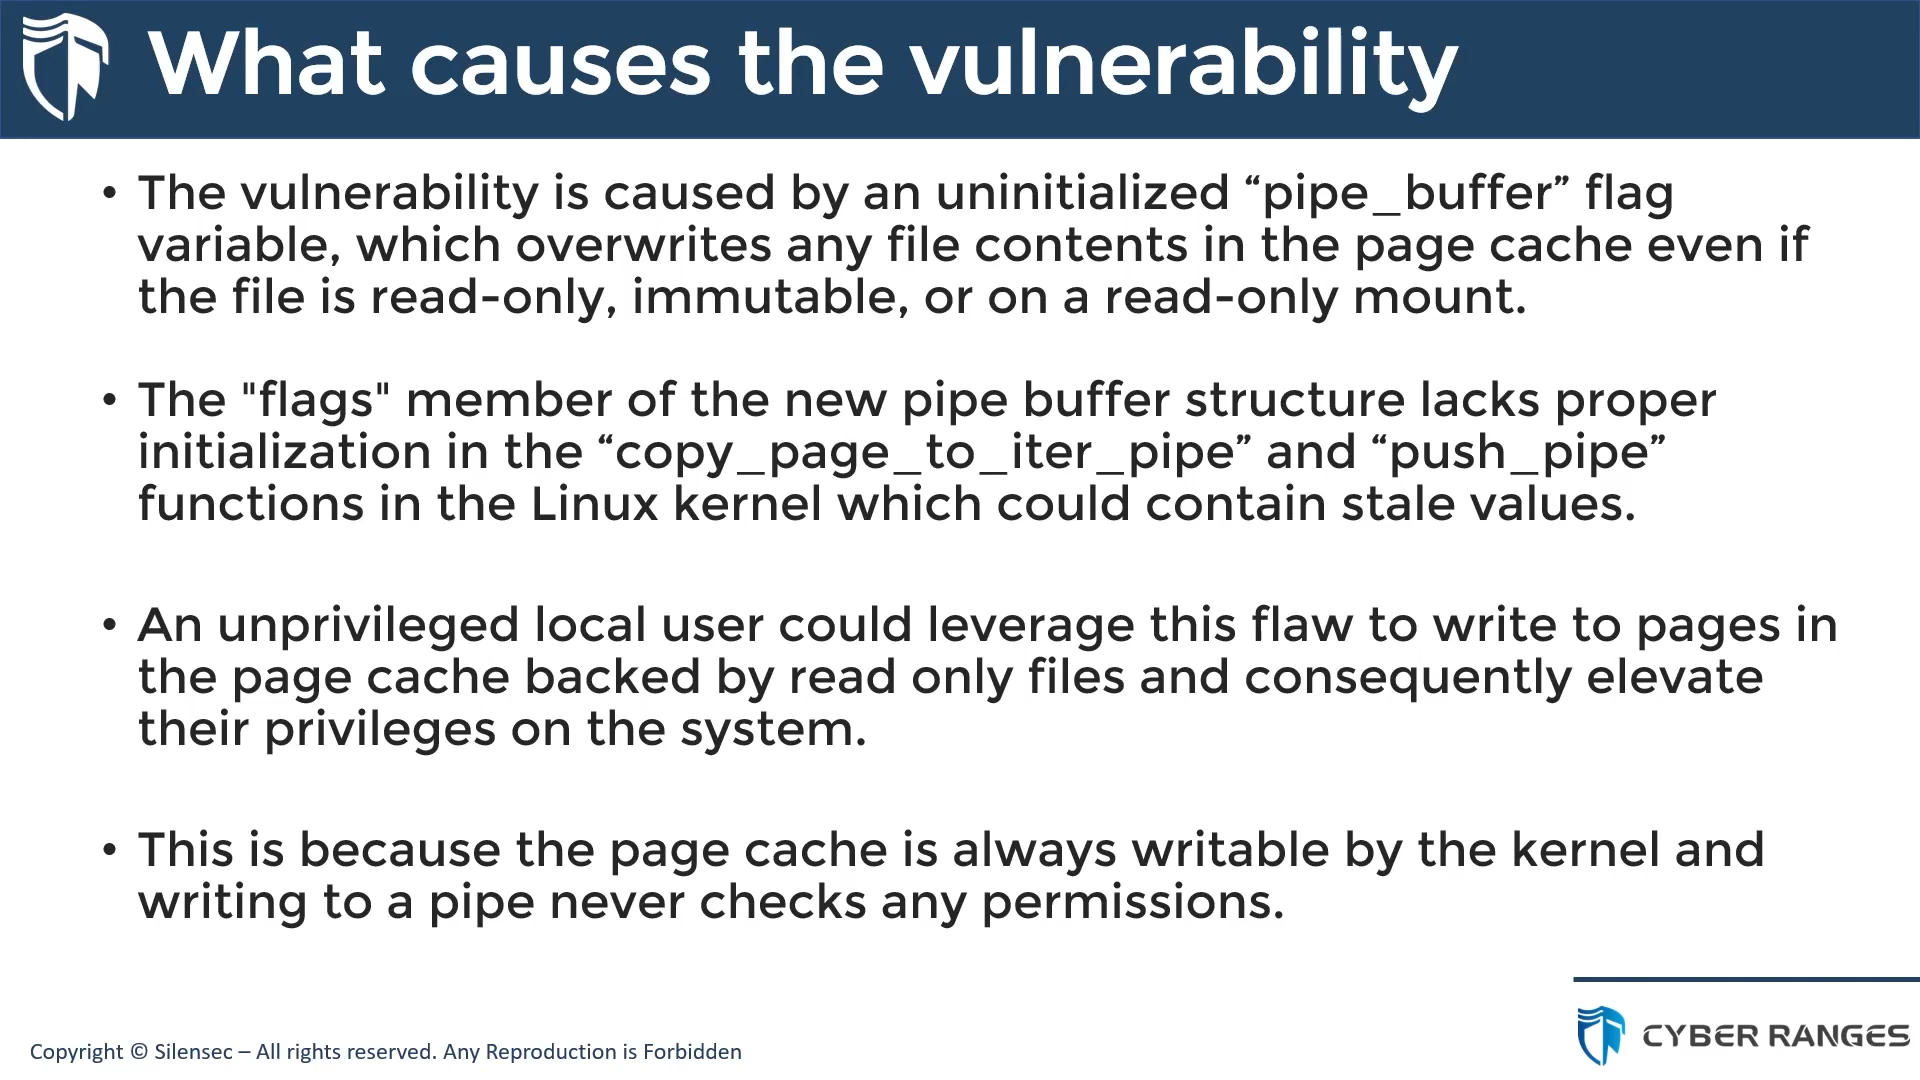 What causes the vulnerability
• The vulnerability is caused by an uninitialized “pipe_buffer” flag
variable, which overwrites any file contents in the page cache even if
the file is read-only, immutable, or on a read-only mount.
• The "flags" member of the new pipe buffer structure lacks proper
initialization in the “copy_page_to_iter_pipe” and “push_pipe”
functions in the Linux kernel which could contain stale values.
• An unprivileged local user could leverage this flaw to write to pages in
the page cache backed by read only files and consequently elevate
their privileges on the system.
• This is because the page cache is always writable by the kernel and
writing to a pipe never checks any permissions.
Copyright © Silensec – All rights reserved. Any Reproduction is Forbidden
CYBER RANGES